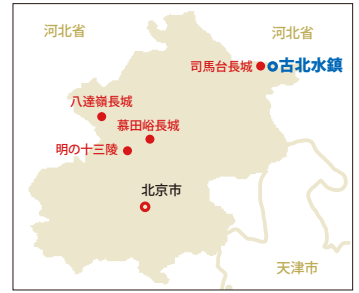 河北省
河北省
司馬台長城
古北水鎮
八達嶺長城
慕田峪長城
明の十三陵
北京市
天津市